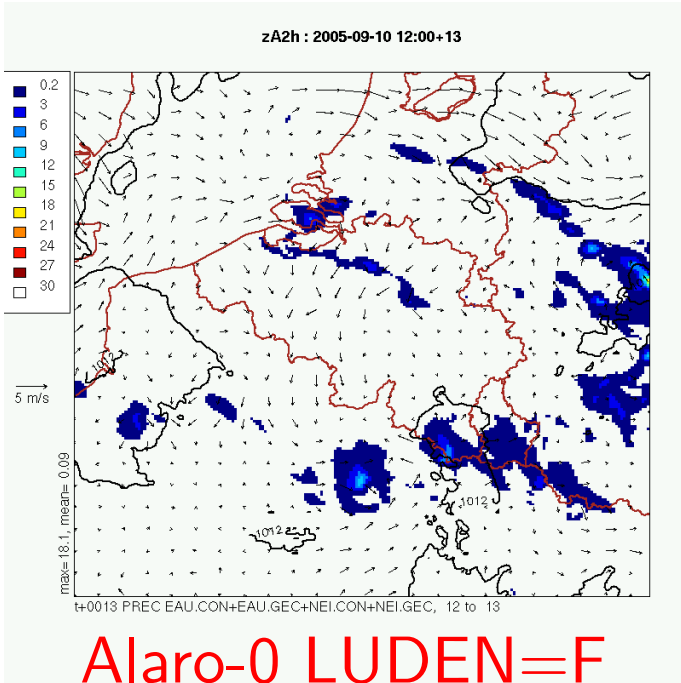 zA2h : 2005-09-10 12:00+13
0.2
3
6
9
12
15
18
21
24
27
30
5 m/s
max=18.1, mean= 0.09
1012
1012
1012
t+0013 PREC EAU.CON+EAU.GEC+NEI.CON+NEI.GEC, 12 to 13
Alaro-0 LUDEN=F